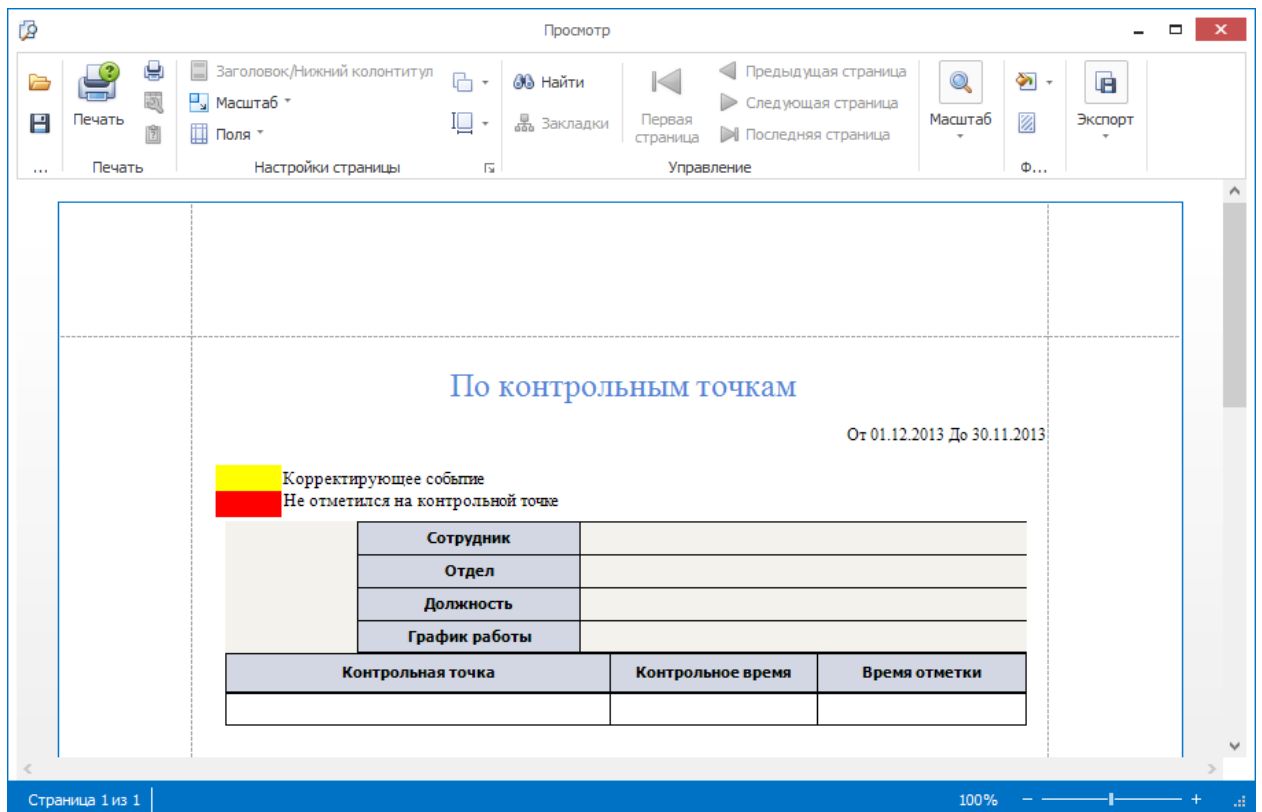 Просмотр
Заголовок/Нижний колонтитул
Масштаб
Поля
Печать
Найти
Закладки
Первая страница
Предыдущая страница
Следующая страница
Последняя страница
Масштаб
Экспорт
...
Печать
Настройки страницы
Управление
Ф...
По контрольным точкам
От 01.12.2013 До 30.11.2013
Корректирующее событие
Не отметился на контрольной точке
Сотрудник
Отдел
Должность
График работы
Контрольная точка Контрольное время Время отметки
Страница 1 из 1
100%